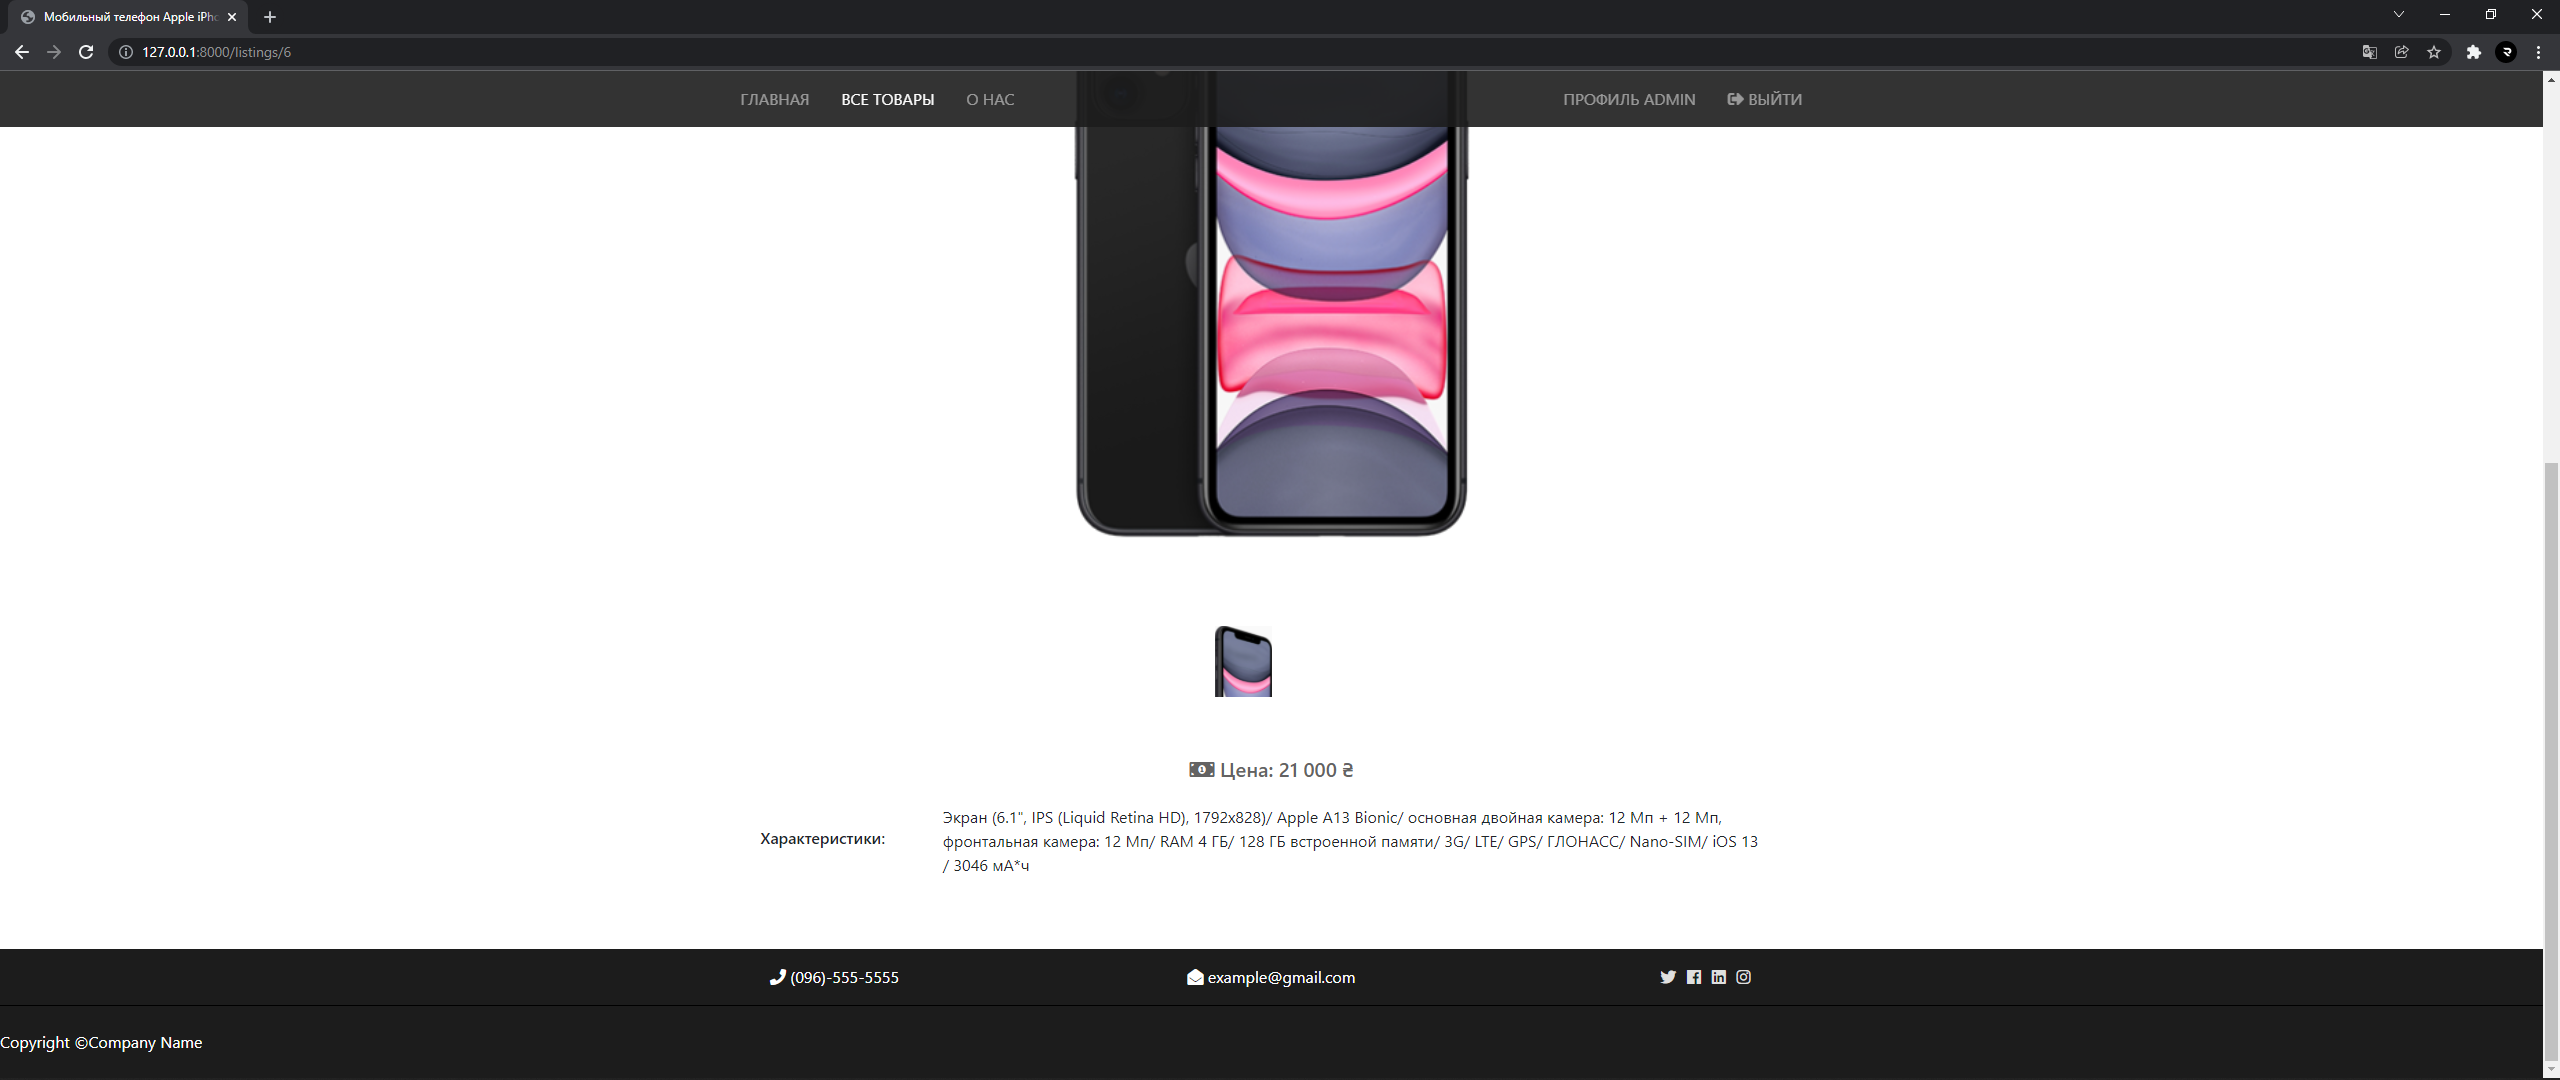 Мобильный телефон Apple iPho
127.0.0.1:8000/listings/6
ГЛАВНАЯ ВСЕ ТОВАРЫ О НАС ПРОФИЛЬ ADMIN ВЫЙТИ
Цена: 21 000 ₴
Характеристики:
Экран (6.1", IPS (Liquid Retina HD), 1792x828)/ Apple A13 Bionic/ основная двойная камера: 12 Мп + 12 Мп,
фронтальная камера: 12 Мп/ RAM 4 ГБ/ 128 ГБ встроенной памяти/ 3G/ LTE/ GPS/ ГЛОНАСС/ Nano-SIM/ iOS 13
/ 3046 мА*ч
(096)-555-5555 example@gmail.com
Copyright ©Company Name